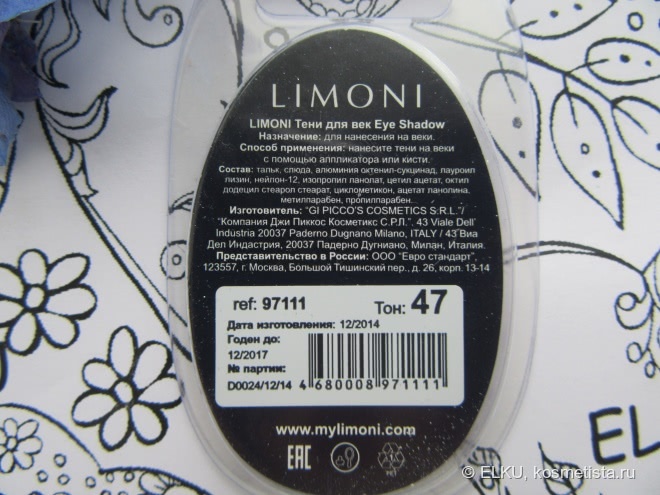 LIMONI
LIMONI Тени для век Eye Shadow
Назначение: для нанесения на веки.
Способ применения: нанесите тени на веки
с помощью аппликатора или кисти.
Состав: тальк, слюда, алюминия октенил-сукцинад, лауроил
лизин, нейлон-12, изопропил ланолат, цетил ацетат, октил
додецил стеарол стеарат, циклометикон, ацетат ланолина,
метилпарабен, пропилпарабен.
Изготовитель: "GI PICCO'S COSMETICS S.R.L."/
"Компания Джи Пиккос Косметикс С.Р.Л.". 43 Viale Dell'
Industria 20037 Paderno Dugnano Milano, ITALY / 43 Виа
Дел Индастрия, 20037 Падерно Дугниано, Милан, Италия.
Представительство в России: ООО "Евро стандарт",
123557, г. Москва, Большой Тишинский пер., д. 26, корп. 13-14
ref: 97111 Тон: 47
Дата изготовления: 12/2014
Годен до:
12/2017
№ партии:
D0024/12/14 4 680008 971111
www.mylimoni.com
EAC
EL
© ELKU, kosmetista.ru